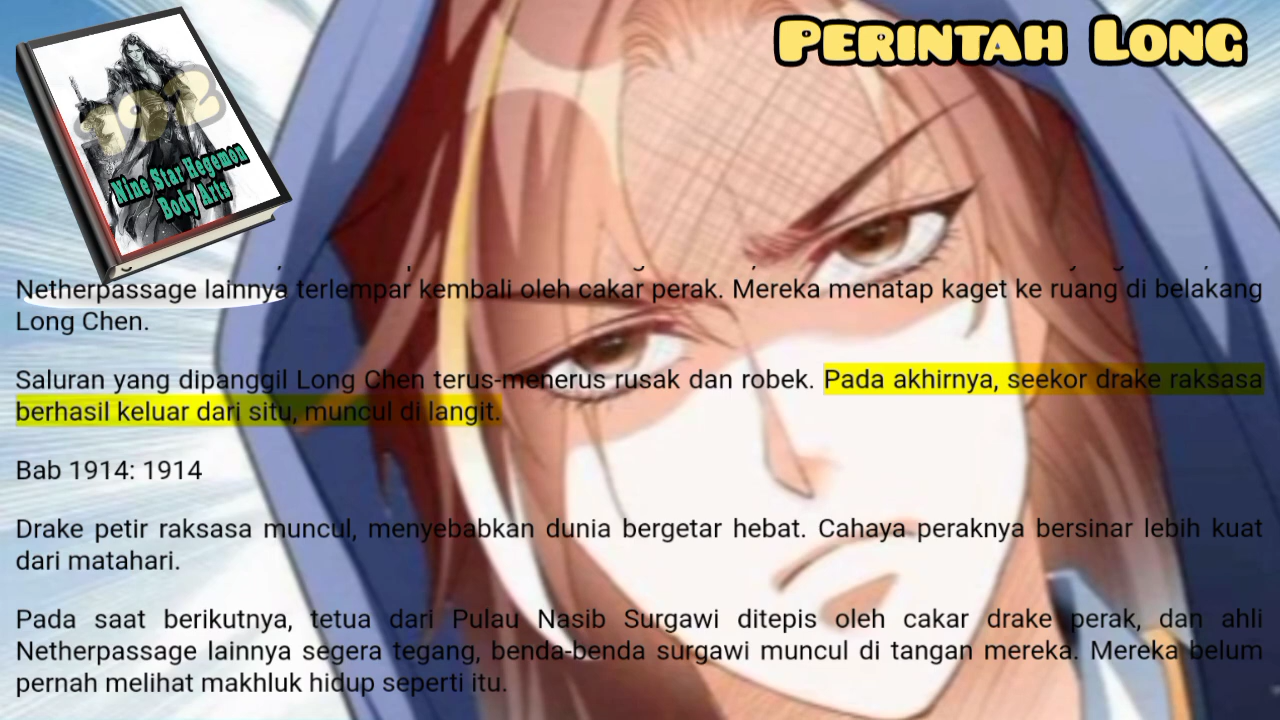 PERINTAH LONG
192
Nine Star Hegemon
Body Arts
Netherpassage lainnya terlempar kembali oleh cakar perak. Mereka menatap kaget ke ruang di belakang
Long Chen.
Saluran yang dipanggil Long Chen terus-menerus rusak dan robek. Pada akhirnya, seekor drake raksasa
berhasil keluar dari situ, muncul di langit.
Bab 1914: 1914
Drake petir raksasa muncul, menyebabkan dunia bergetar hebat. Cahaya peraknya bersinar lebih kuat
dari matahari.
Pada saat berikutnya, tetua dari Pulau Nasib Surgawi ditepis oleh cakar drake perak, dan ahli
Netherpassage lainnya segera tegang, benda-benda surgawi muncul di tangan mereka. Mereka belum
pernah melihat makhluk hidup seperti itu.